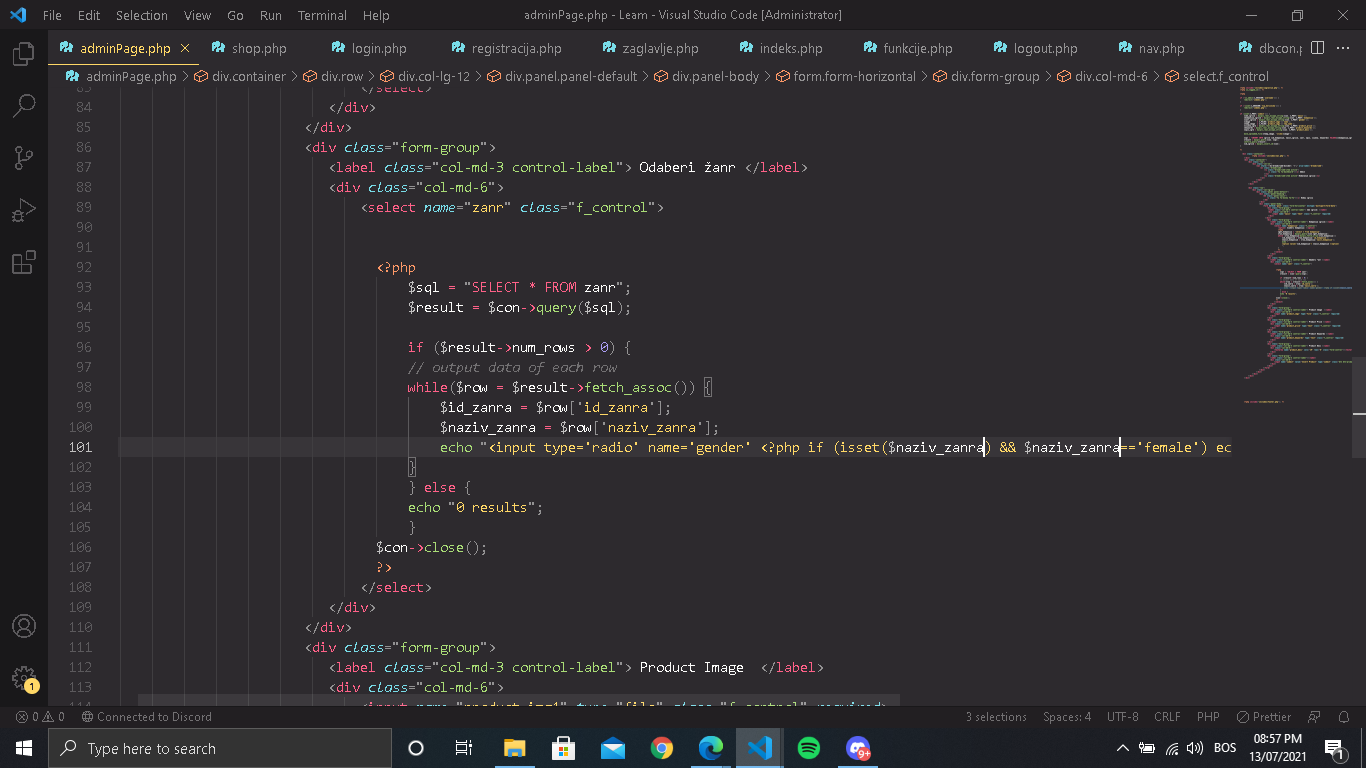 File Edit Selection View Go Run Terminal Help adminPage.php - Learn - Visual Studio Code [Administrator]
adminPage.php shop.php login.php registracija.php zaglavlje.php indeks.php funkcije.php logout.php nav.php dbcon.p
adminPage.php > div.container > div.row > div.col-lg-12 > div.panel.panel-default > div.panel-body > form.form-horizontal > div.form-group > div.col-md-6 > select.f_control
83 </select>
84 </div>
85 </div>
86 <div class="form-group">
87 <label class="col-md-3 control-label"> Odaberi žanr </label>
88 <div class="col-md-6">
89 <select name="zanr" class="f_control">
90
91
92 <?php
93 $sql = "SELECT * FROM zanr";
94 $result = $con->query($sql);
95
96 if ($result->num_rows > 0) {
97 // output data of each row
98 while($row = $result->fetch_assoc()) {
99 $id_zanra = $row['id_zanra'];
100 $naziv_zanra = $row['naziv_zanra'];
101 echo "<input type='radio' name='gender' <?php if (isset($naziv_zanra) && $naziv_zanra=='female') ec
102 }
103 } else {
104 echo "0 results";
105 }
106 $con->close();
107 ?>
108 </select>
109 </div>
110 </div>
111 <div class="form-group">
112 <label class="col-md-3 control-label"> Product Image </label>
113 <div class="col-md-6">
114 <input name="product_img1" type="file" class="f_control" required>
1
0 0 Connected to Discord 3 selections Spaces: 4 UTF-8 CRLF PHP Prettier
Type here to search 9+ BOS 08:57 PM 13/07/2021 1